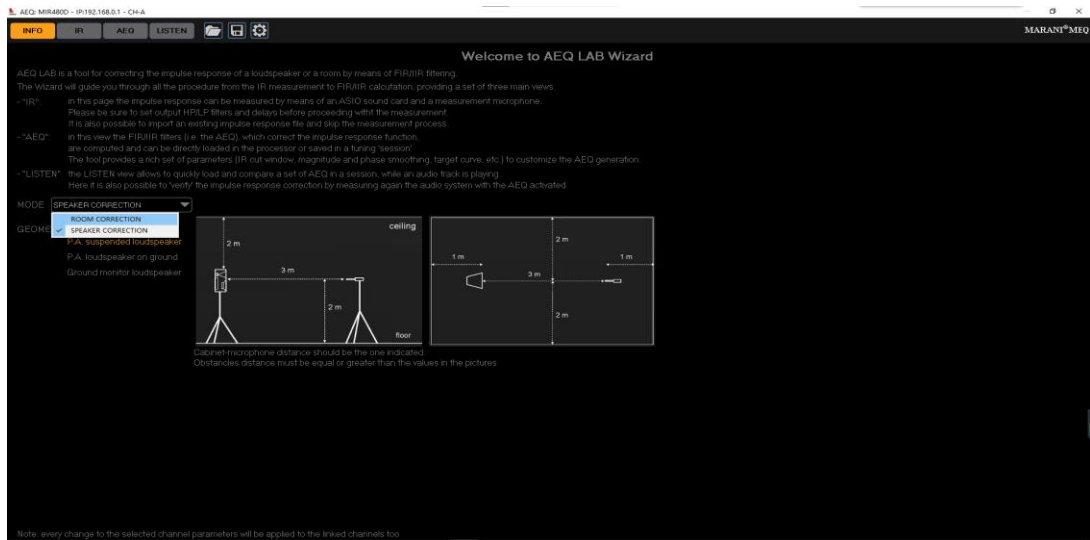 AEQ: MIR480D - IP:192.168.0.1 - CH-A
INFO IR AEQ LISTEN MARANI®MEQ
Welcome to AEQ LAB Wizard
AEQ LAB is a tool for correcting the impulse response of a loudspeaker or a room by means of FIR/IIR filtering.
The Wizard will guide you through all the procedure from the IR measurement to FIR/IIR calculation, providing a set of three main views
- "IR": in this page the impulse response can be measured by means of an ASIO sound card and a measurement microphone.
Please be sure to set output HP/LP filters and delays before proceeding witht the measurement.
It is also possible to import an existing impulse response file and skip the measurement process.
- "AEQ": in this view the FIR/IIR filters (i.e. the AEQ), which correct the impulse response function,
are computed and can be directly loaded in the processor or saved in a tuning 'session'
The tool provides a rich set of parameters (IR cut window, magnitude and phase smoothing, target curve, etc.) to customize the AEQ generation.
- "LISTEN" the LISTEN view allows to quickly load and compare a set of AEQ in a session, while an audio track is playing
Here it is also possible to 'verify' the impulse response correction by measuring again the audio system with the AEQ activated
MODE SPEAKER CORRECTION
ROOM CORRECTION
GEOME SPEAKER CORRECTION
P.A. suspended loudspeaker
P.A. loudspeaker on ground
Ground monitor loudspeaker
ceiling
2 m
3 m
2 m
floor
2 m
1 m
1 m
3 m
2 m
Cabinet-microphone distance should be the one indicated.
Obstancles distance must be equal or greater than the values in the pictures
Note: every change to the selected channel parameters will be applied to the linked channels too